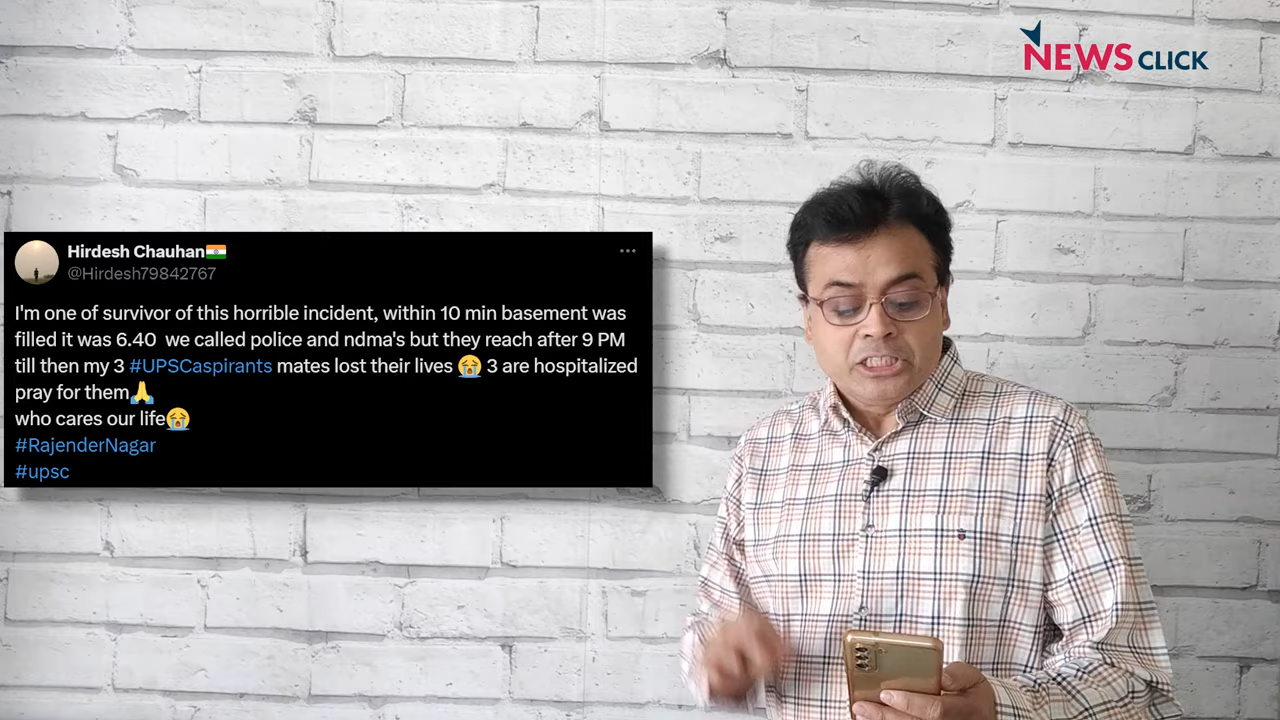 NEWS CLICK
Hirdesh Chauhan🇮🇳
@Hirdesh79842767
I'm one of survivor of this horrible incident, within 10 min basement was
filled it was 6.40 we called police and ndma's but they reach after 9 PM
till then my 3 #UPSCaspirants mates lost their lives 😭 3 are hospitalized
pray for them🙏
who cares our life😭
#RajenderNagar
#upsc